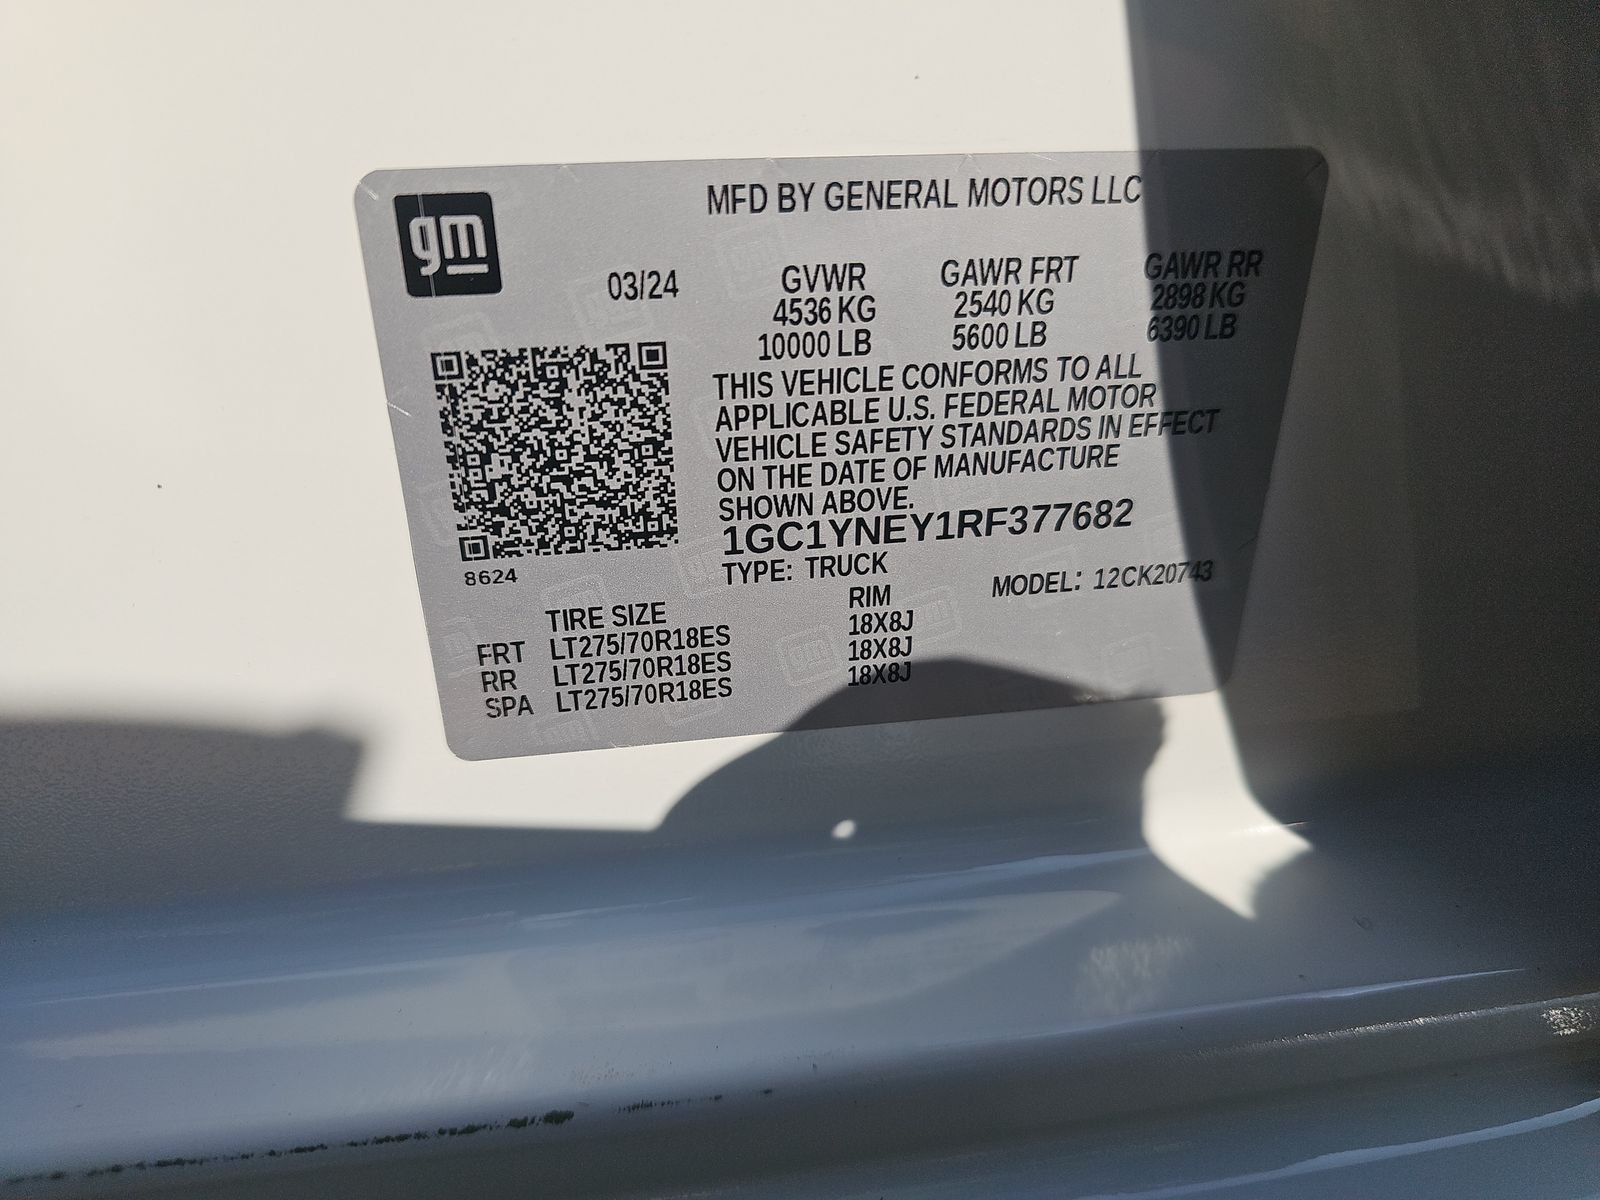 gm
MFD BY GENERAL MOTORS LLC
03/24
GVWR GAWR FRT GAWR RR
4536 KG 2540 KG 2898 KG
10000 LB 5600 LB 6390 LB
THIS VEHICLE CONFORMS TO ALL
APPLICABLE U.S. FEDERAL MOTOR
VEHICLE SAFETY STANDARDS IN EFFECT
ON THE DATE OF MANUFACTURE
SHOWN ABOVE.
1GC1YNEY1RF377682
8624
TYPE: TRUCK MODEL: 12CK20743
TIRE SIZE RIM
FRT LT275/70R18ES 18X8J
RR LT275/70R18ES 18X8J
SPA LT275/70R18ES 18X8J